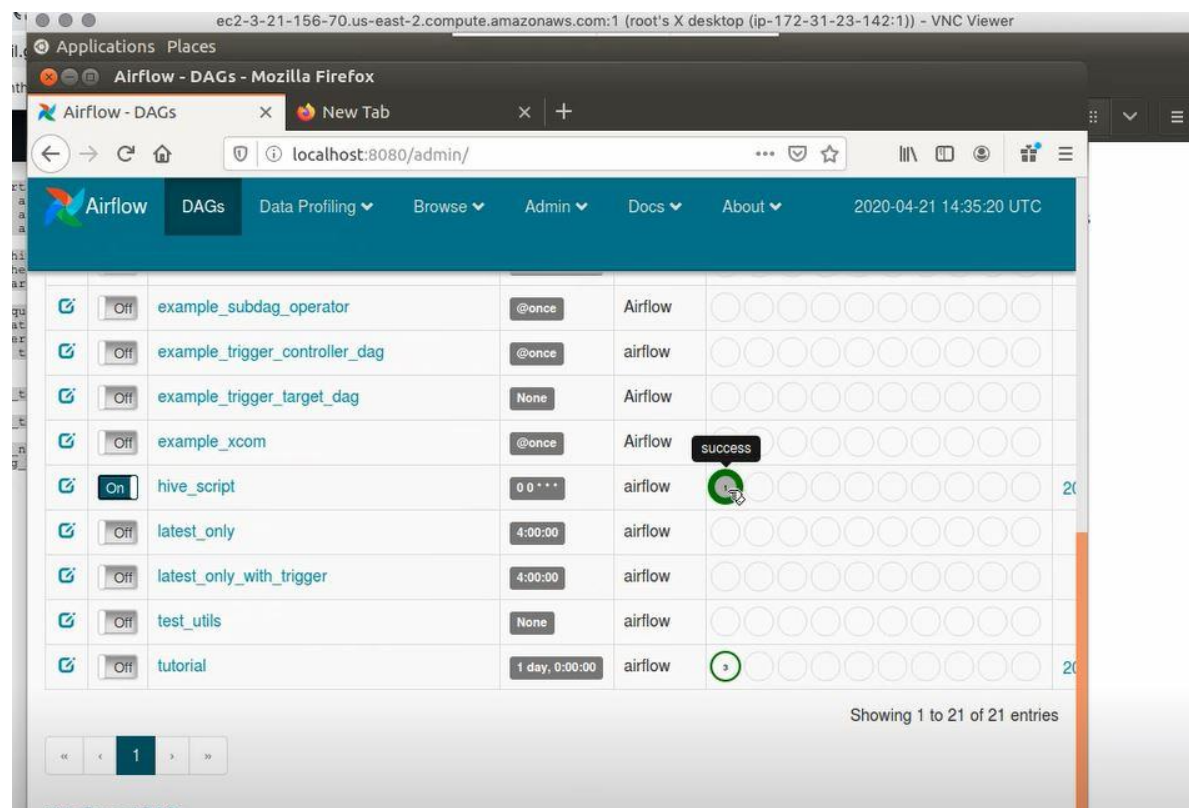 ec2-3-21-156-70.us-east-2.compute.amazonaws.com:1 (root's X desktop (ip-172-31-23-142:1)) - VNC Viewer
Applications Places
Airflow - DAGs - Mozilla Firefox
Airflow - DAGs New Tab
localhost:8080/admin/
Airflow DAGs Data Profiling Browse Admin Docs About 2020-04-21 14:35:20 UTC
Off example_subdag_operator @once Airflow
Off example_trigger_controller_dag @once airflow
Off example_trigger_target_dag None Airflow
Off example_xcom @once Airflow
success
On hive_script 0 0 * * * airflow 1
Off latest_only 4:00:00 airflow
Off latest_only_with_trigger 4:00:00 airflow
Off test_utils None airflow
Off tutorial 1 day, 0:00:00 airflow 3
Showing 1 to 21 of 21 entries
« ‹ 1 › »